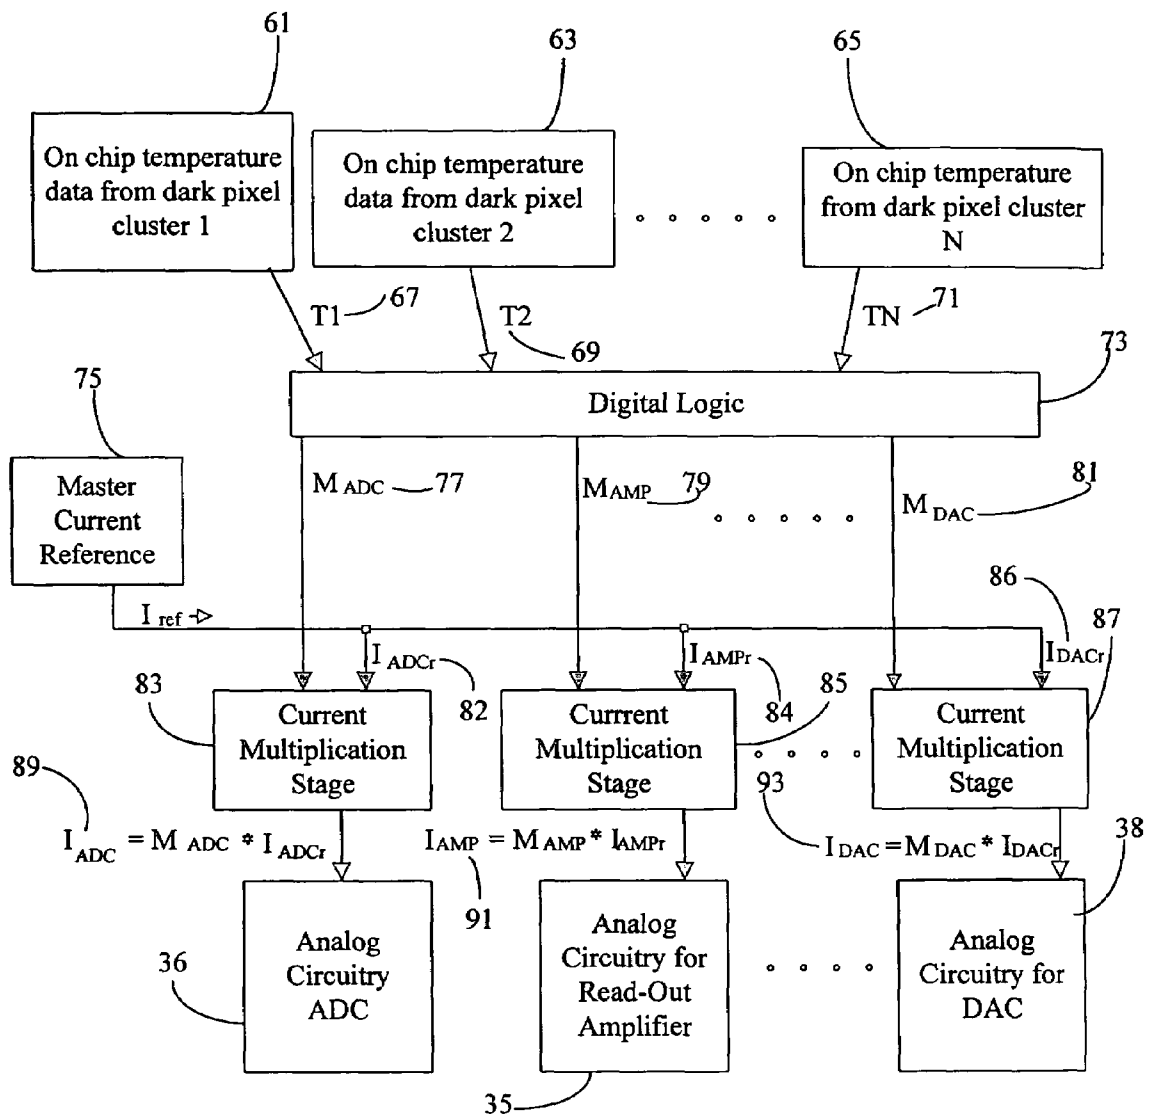 61
63
65
On chip temperature
data from dark pixel
cluster 1
On chip temperature
data from dark pixel
cluster 2
On chip temperature
from dark pixel cluster
N
T1
67
T2
69
TN
71
73
75
Digital Logic
Master
Current
Reference
M ADC
77
M AMP
79
M DAC
81
I ref
I ADCr
82
I AMPr
84
86
I DACr
87
83
Current
Multiplication
Stage
Currrent
Multiplication
Stage
85
Current
Multiplication
Stage
89
I ADC = M ADC * I ADCr
I AMP = M AMP * I AMPr
91
93
I DAC = M DAC * I DACr
38
36
Analog
Circuitry
ADC
Analog
Circuitry for
Read-Out
Amplifier
35
Analog
Circuitry for
DAC